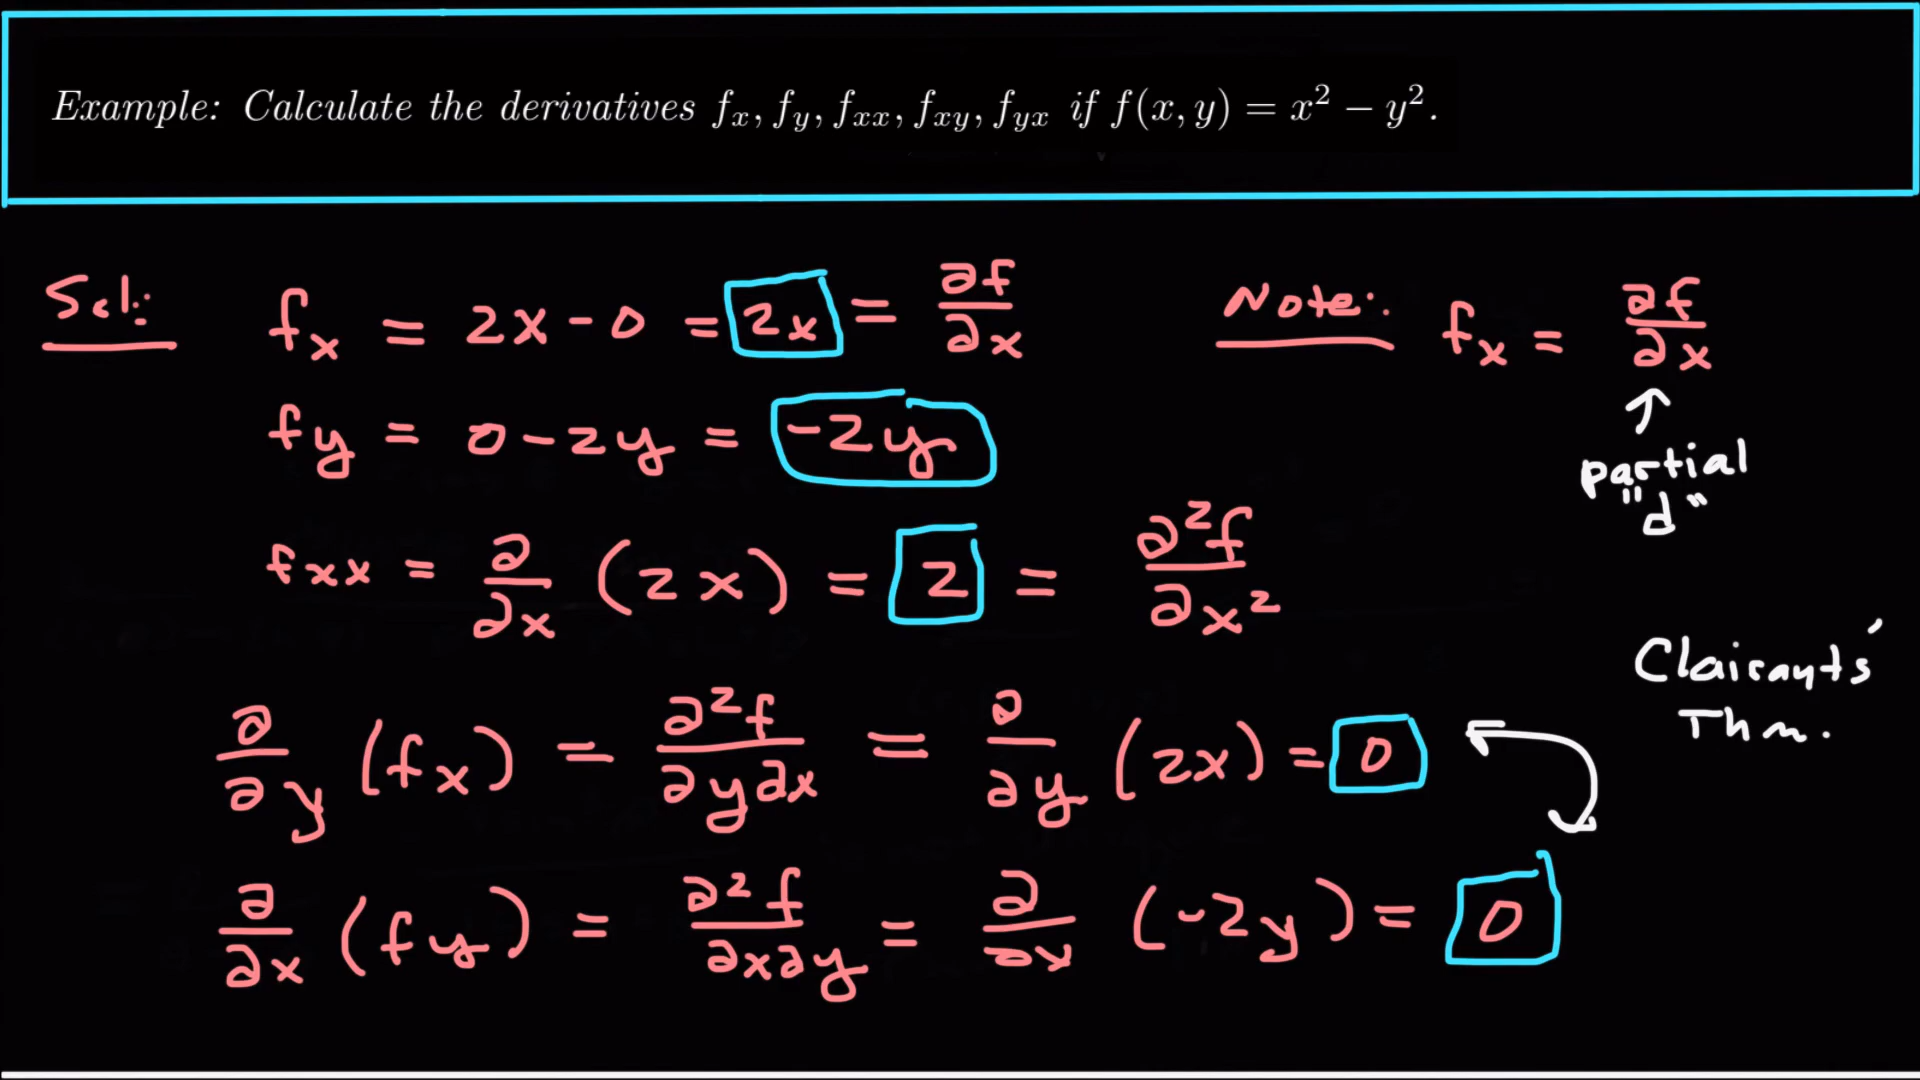 Example: Calculate the derivatives f_x, f_y, f_xx, f_xy, f_yx if f(x, y) = x² − y².
Sol: f_x = 2x - 0 = 2x = ∂f/∂x
Note: f_x = ∂f/∂x
↑
partial
"d"
f_y = 0 - 2y = -2y
f_xx = ∂/∂x (2x) = 2 = ∂²f/∂x²
Clairauts'
Thm.
∂/∂y (f_x) = ∂²f/∂y∂x = ∂/∂y (2x) = 0
∂/∂x (f_y) = ∂²f/∂x∂y = ∂/∂x (-2y) = 0